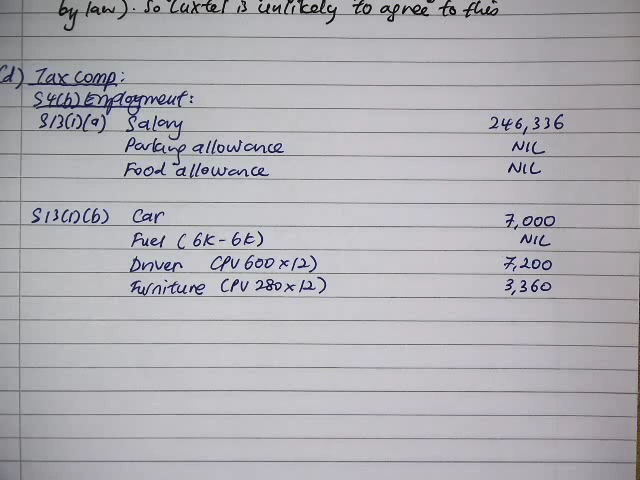 by law). So Luxtel is unlikely to agree to this
(d) Tax comp:
S4(b) Employment:
S13(1)(a) Salary 246,336
Parking allowance NIL
Food allowance NIL
S13(1)(b) Car 7,000
Fuel (6K-6K) NIL
Driver (PV 600 x 12) 7,200
Furniture (PV 280 x 12) 3,360